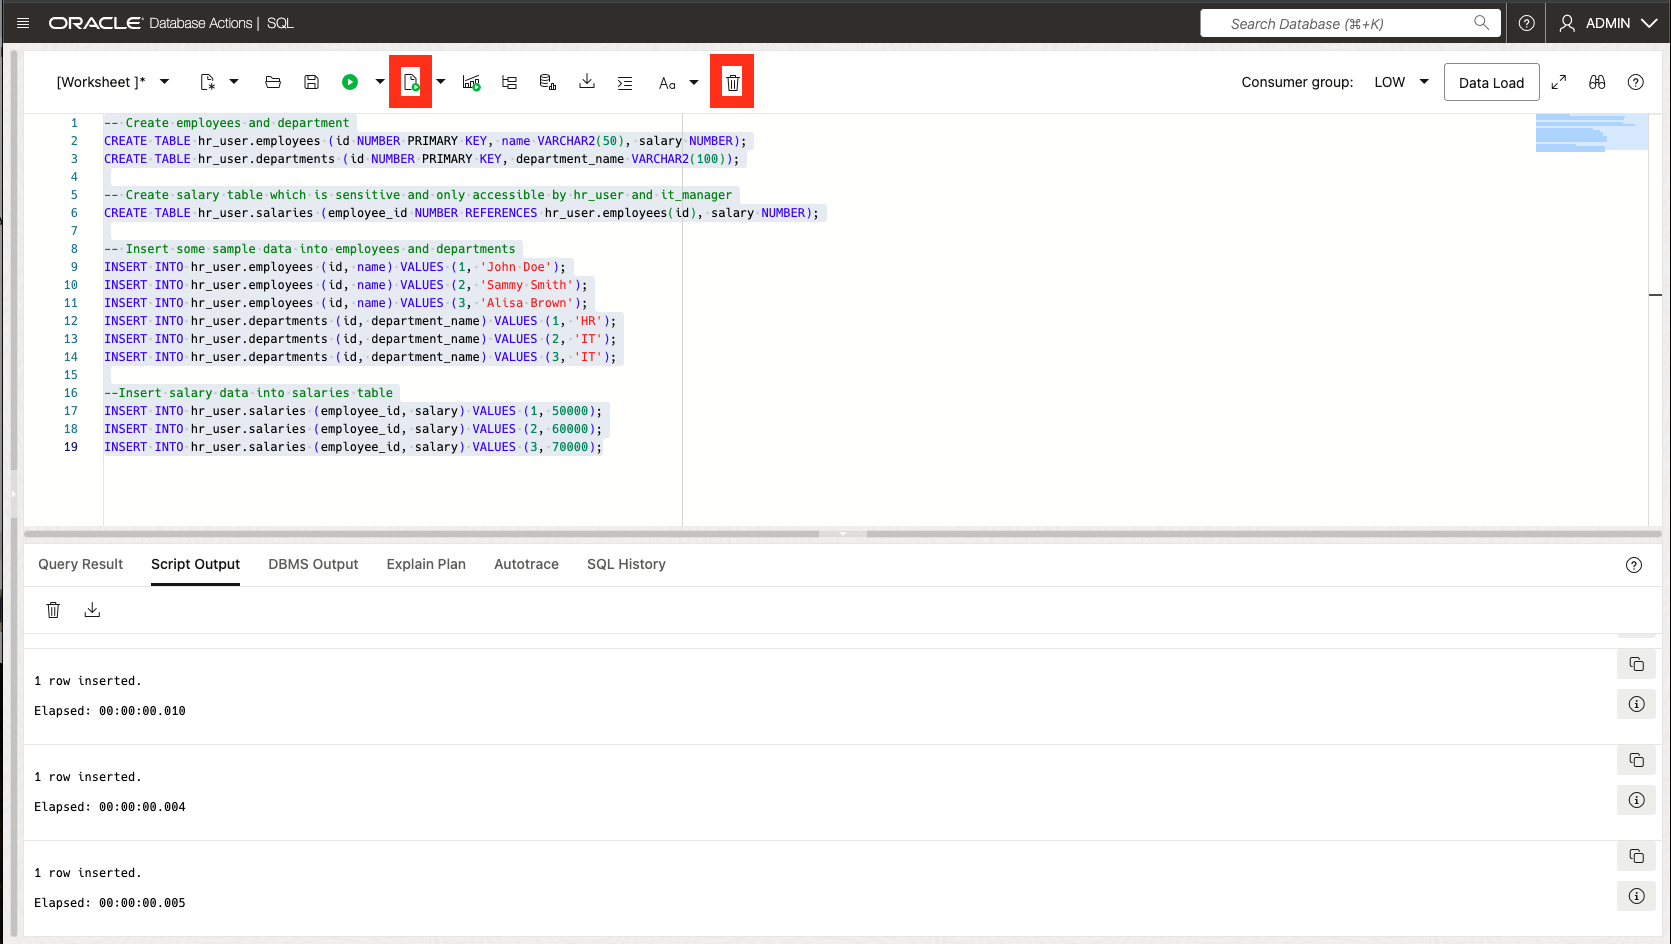 ORACLE Database Actions | SQL
Search Database (⌘+K)
ADMIN
[Worksheet ]*
Aa
Consumer group: LOW
Data Load
1 -- Create employees and department
2 CREATE TABLE hr_user.employees (id NUMBER PRIMARY KEY, name VARCHAR2(50), salary NUMBER);
3 CREATE TABLE hr_user.departments (id NUMBER PRIMARY KEY, department_name VARCHAR2(100));
4
5 -- Create salary table which is sensitive and only accessible by hr_user and it_manager
6 CREATE TABLE hr_user.salaries (employee_id NUMBER REFERENCES hr_user.employees(id), salary NUMBER);
7
8 -- Insert some sample data into employees and departments
9 INSERT INTO hr_user.employees (id, name) VALUES (1, 'John Doe');
10 INSERT INTO hr_user.employees (id, name) VALUES (2, 'Sammy Smith');
11 INSERT INTO hr_user.employees (id, name) VALUES (3, 'Alisa Brown');
12 INSERT INTO hr_user.departments (id, department_name) VALUES (1, 'HR');
13 INSERT INTO hr_user.departments (id, department_name) VALUES (2, 'IT');
14 INSERT INTO hr_user.departments (id, department_name) VALUES (3, 'IT');
15
16 --Insert salary data into salaries table
17 INSERT INTO hr_user.salaries (employee_id, salary) VALUES (1, 50000);
18 INSERT INTO hr_user.salaries (employee_id, salary) VALUES (2, 60000);
19 INSERT INTO hr_user.salaries (employee_id, salary) VALUES (3, 70000);
Query Result Script Output DBMS Output Explain Plan Autotrace SQL History
1 row inserted.
Elapsed: 00:00:00.010
1 row inserted.
Elapsed: 00:00:00.004
1 row inserted.
Elapsed: 00:00:00.005